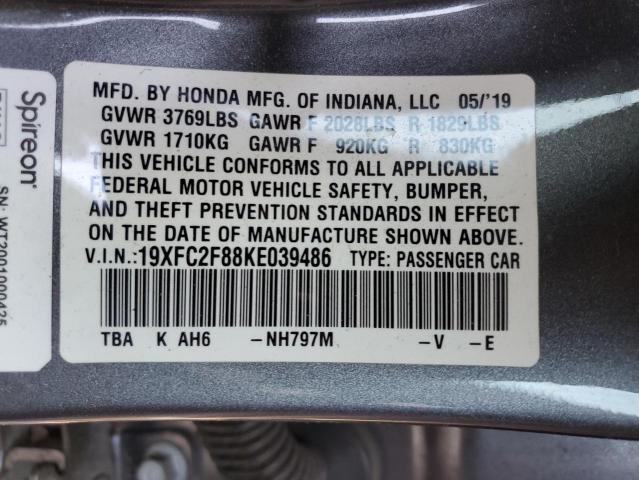 MFD. BY HONDA MFG. OF INDIANA, LLC 05/'19
GVWR 3769LBS GAWR F 2028LBS R 1829LBS
GVWR 1710KG GAWR F 920KG R 830KG
THIS VEHICLE CONFORMS TO ALL APPLICABLE
FEDERAL MOTOR VEHICLE SAFETY, BUMPER,
AND THEFT PREVENTION STANDARDS IN EFFECT
ON THE DATE OF MANUFACTURE SHOWN ABOVE.
V.I.N.:19XFC2F88KE039486 TYPE: PASSENGER CAR
TBA K AH6 -NH797M -V -E
Spireon
SN: WT2001000425